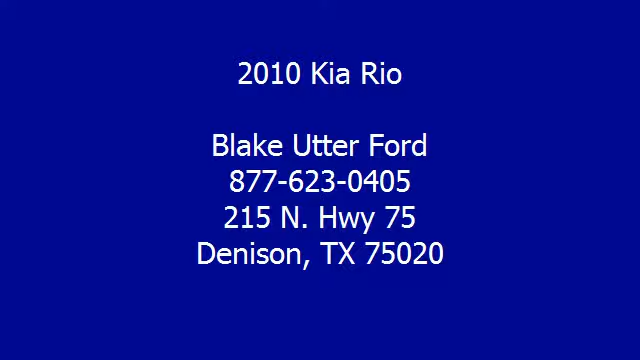 2010 Kia Rio
Blake Utter Ford
877-623-0405
215 N. Hwy 75
Denison, TX 75020